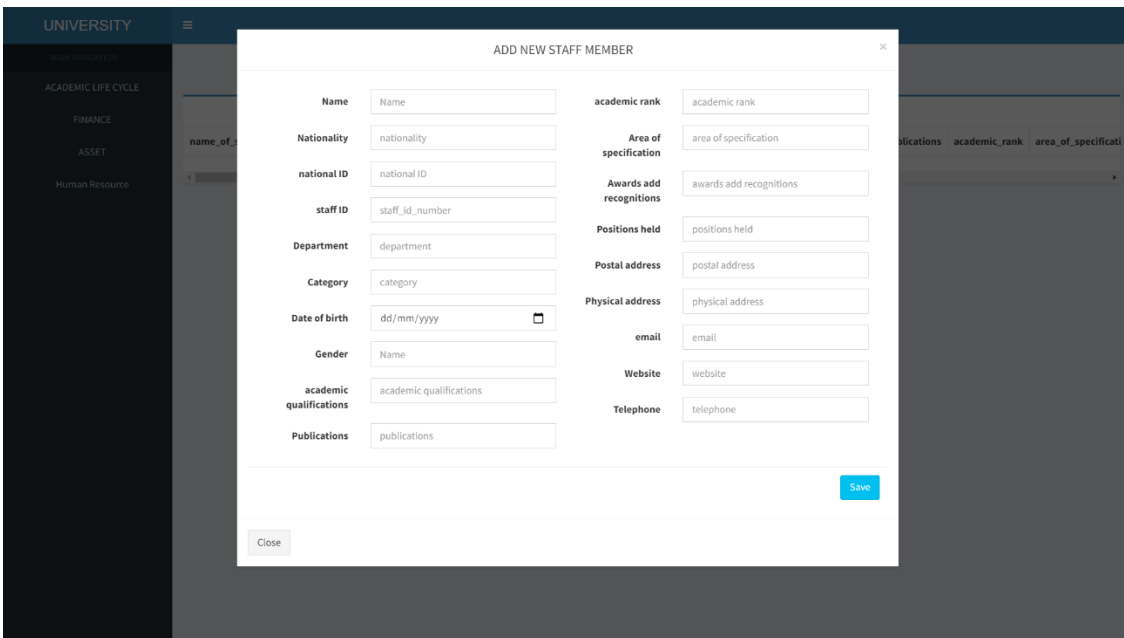 UNIVERSITY
ADD NEW STAFF MEMBER
×
MAIN NAVIGATION
ACADEMIC LIFE CYCLE
FINANCE
ASSET
Human Resource
name_of_s
blications academic_rank area_of_specificati
Name Name
Nationality nationality
national ID national ID
staff ID staff_id_number
Department department
Category category
Date of birth dd/mm/yyyy
Gender Name
academic
qualifications
academic qualifications
Publications publications
academic rank academic rank
Area of
specification
area of specification
Awards add
recognitions
awards add recognitions
Positions held positions held
Postal address postal address
Physical address physical address
email email
Website website
Telephone telephone
Save
Close